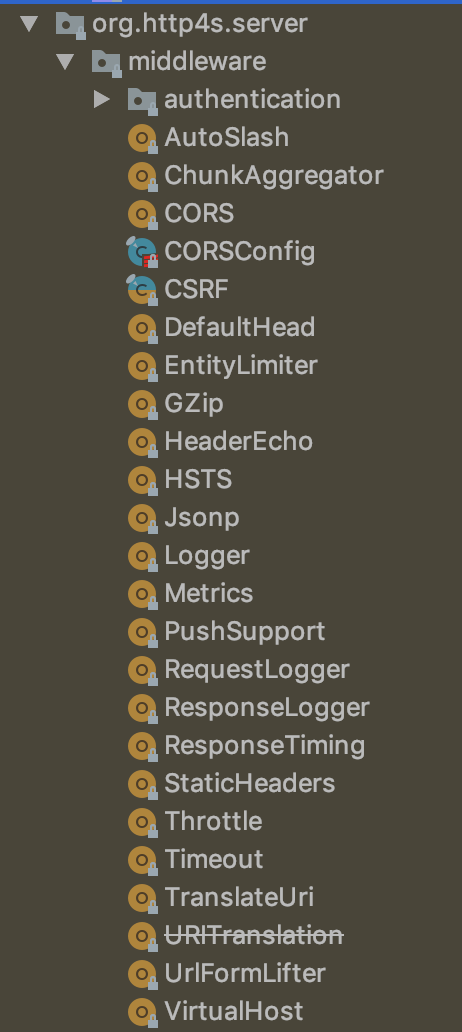 org.http4s.server
middleware
authentication
AutoSlash
ChunkAggregator
CORS
CORSConfig
CSRF
DefaultHead
EntityLimiter
GZip
HeaderEcho
HSTS
Jsonp
Logger
Metrics
PushSupport
RequestLogger
ResponseLogger
ResponseTiming
StaticHeaders
Throttle
Timeout
TranslateUri
URITranslation
UrlFormLifter
VirtualHost